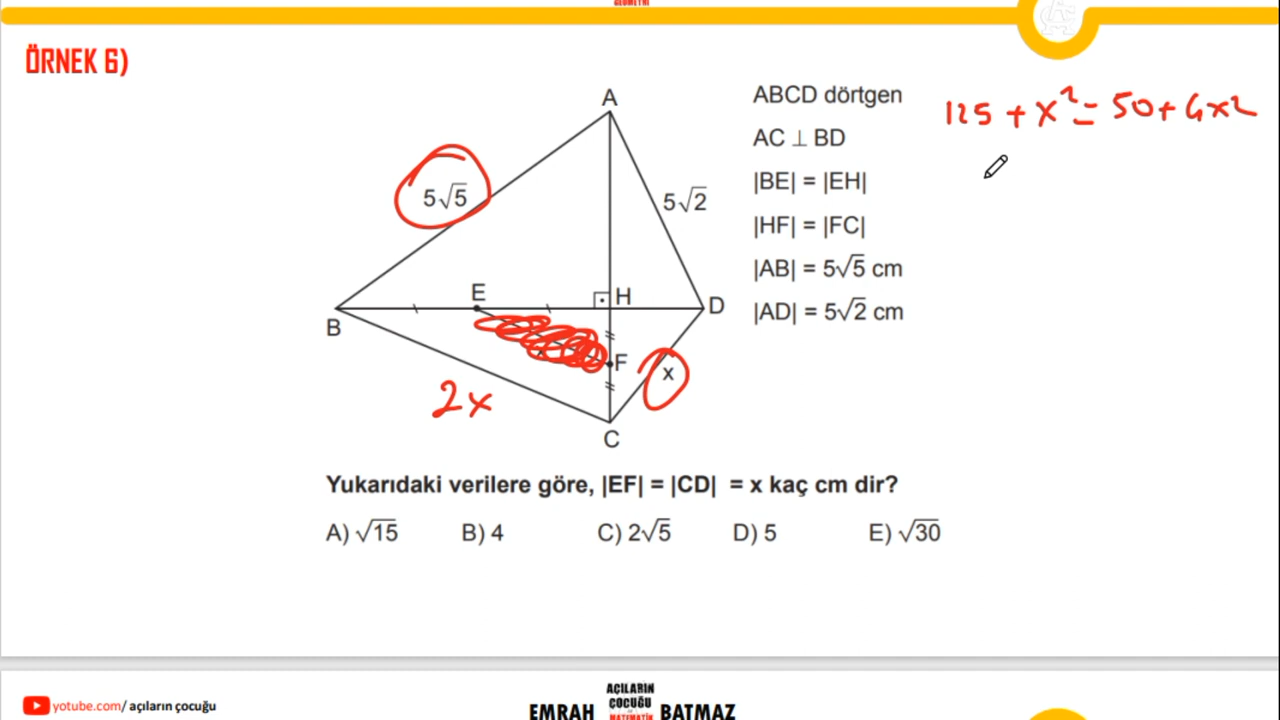 GEOMETRİ
ÖRNEK 6)
A
5√5
5√2
E
H
D
B
F
x
2x
C
ABCD dörtgen
AC ⊥ BD
|BE| = |EH|
|HF| = |FC|
|AB| = 5√5 cm
|AD| = 5√2 cm
125 + x² = 50 + 4x²
Yukarıdaki verilere göre, |EF| = |CD| = x kaç cm dir?
A) √15 B) 4 C) 2√5 D) 5 E) √30
yotube.com/ açıların çocuğu
EMRAH
AÇILARIN
ÇOCUĞU
MATEMATİK
BATMAZ